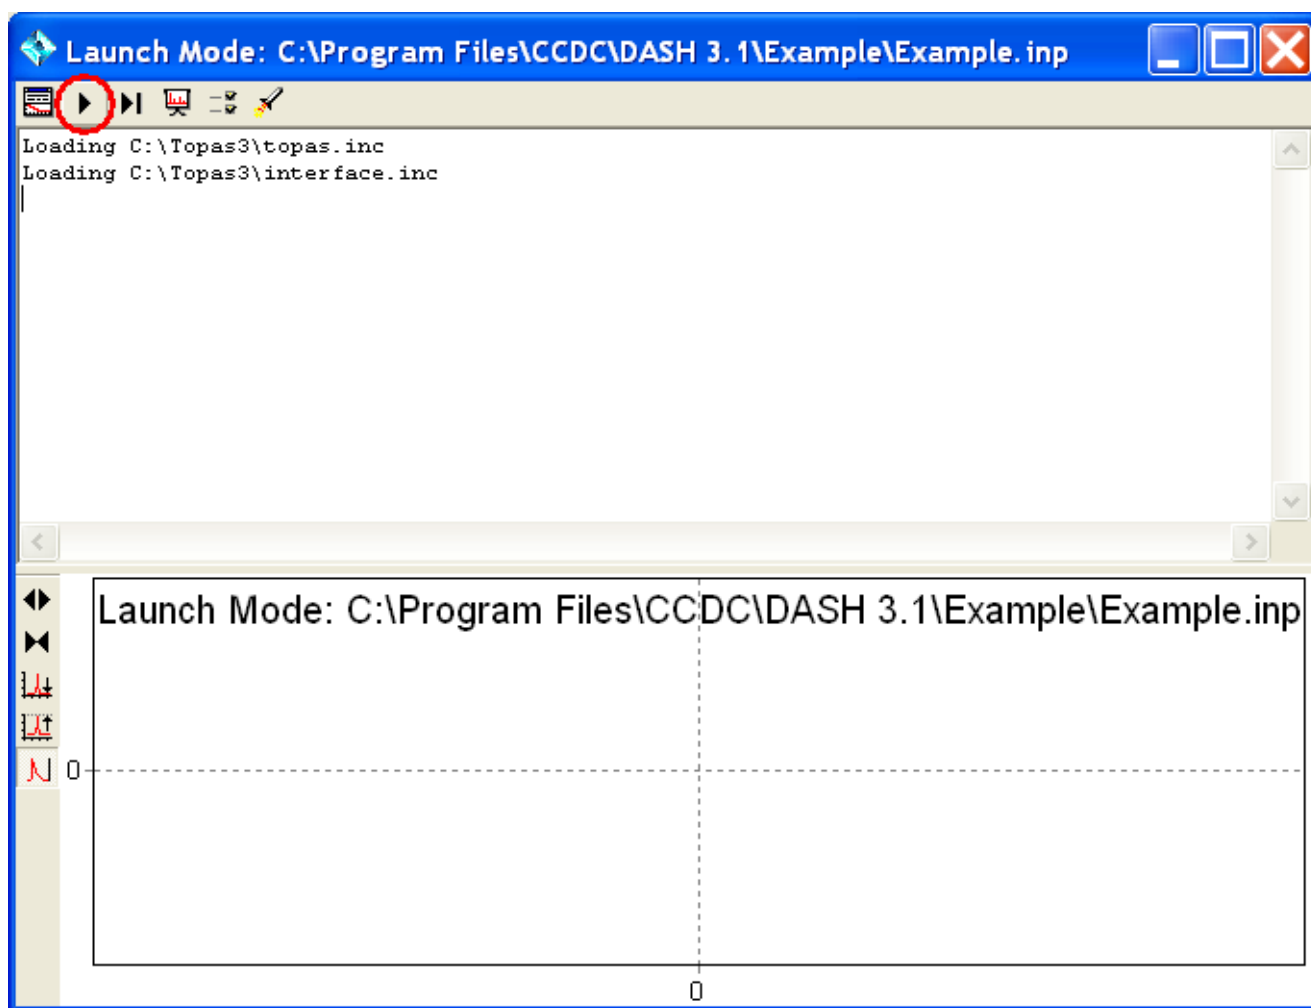 Launch Mode: C:\Program Files\CCDC\DASH 3.1\Example\Example.inp
Loading C:\Topas3\topas.inc
Loading C:\Topas3\interface.inc
Launch Mode: C:\Program Files\CCDC\DASH 3.1\Example\Example.inp
0
0